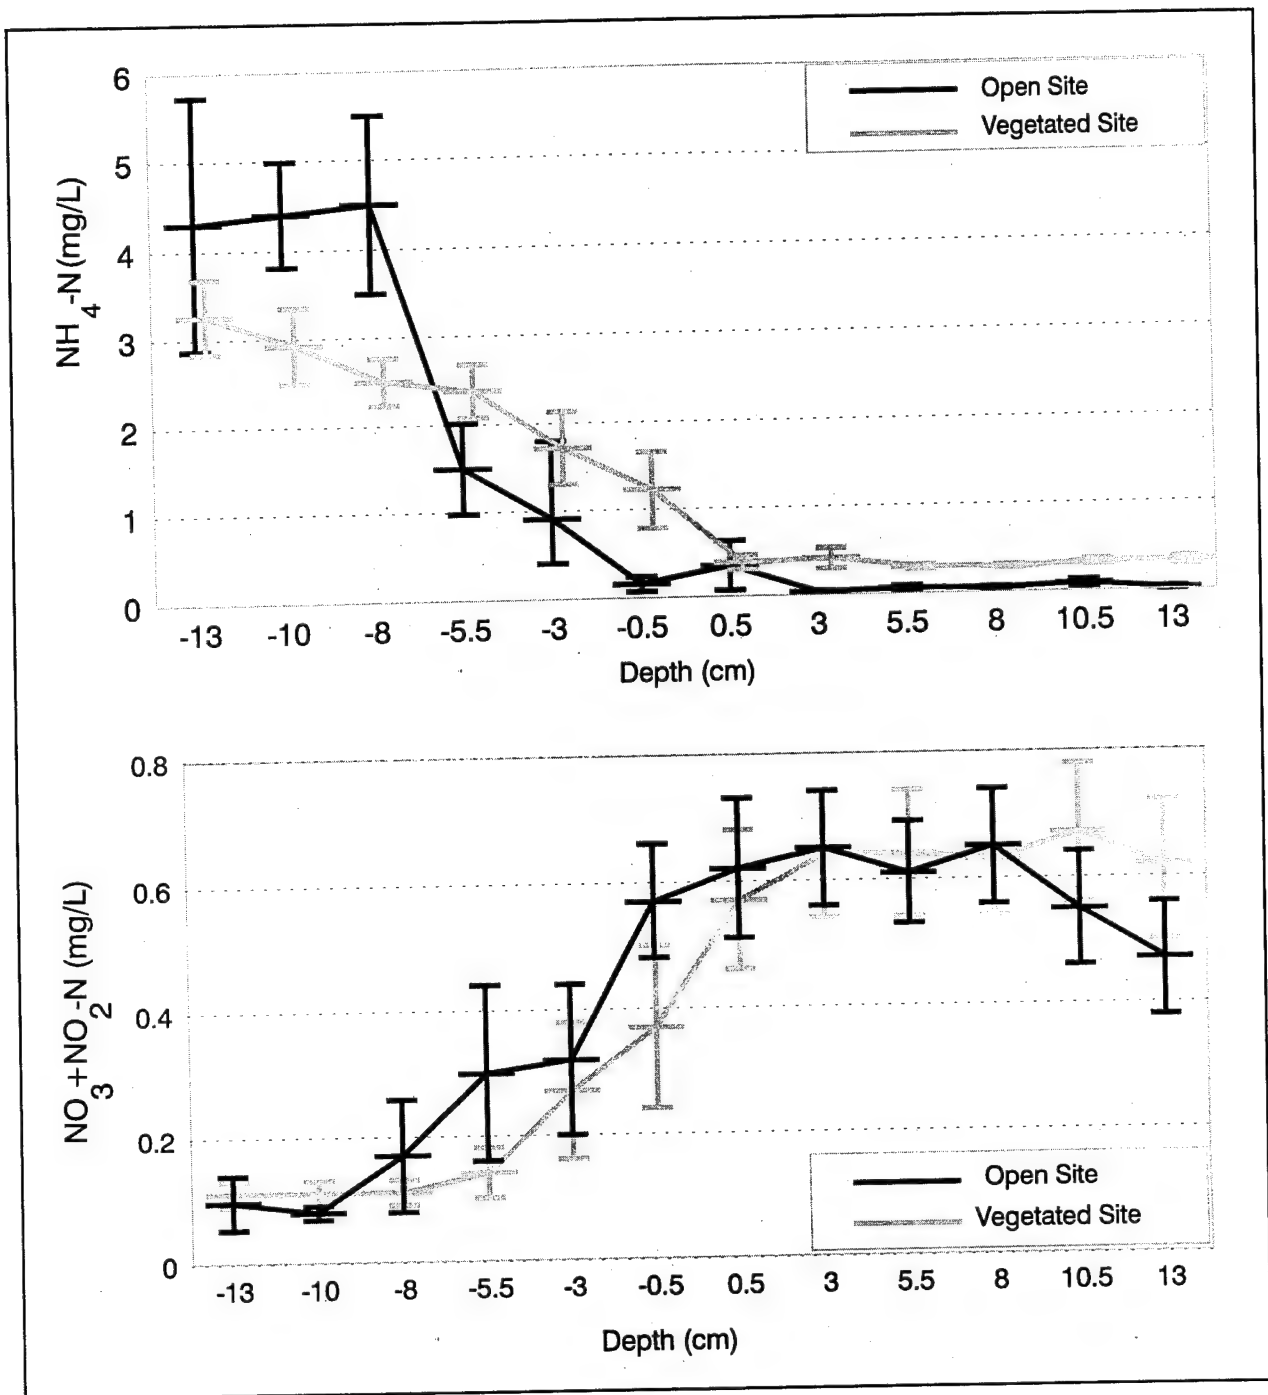 6
5
4
3
2
1
0
NH4-N (mg/L)
Open Site
Vegetated Site
-13 -10 -8 -5.5 -3 -0.5 0.5 3 5.5 8 10.5 13
Depth (cm)
0.8
0.6
0.4
0.2
0
NO3+NO2-N (mg/L)
Open Site
Vegetated Site
-13 -10 -8 -5.5 -3 -0.5 0.5 3 5.5 8 10.5 13
Depth (cm)